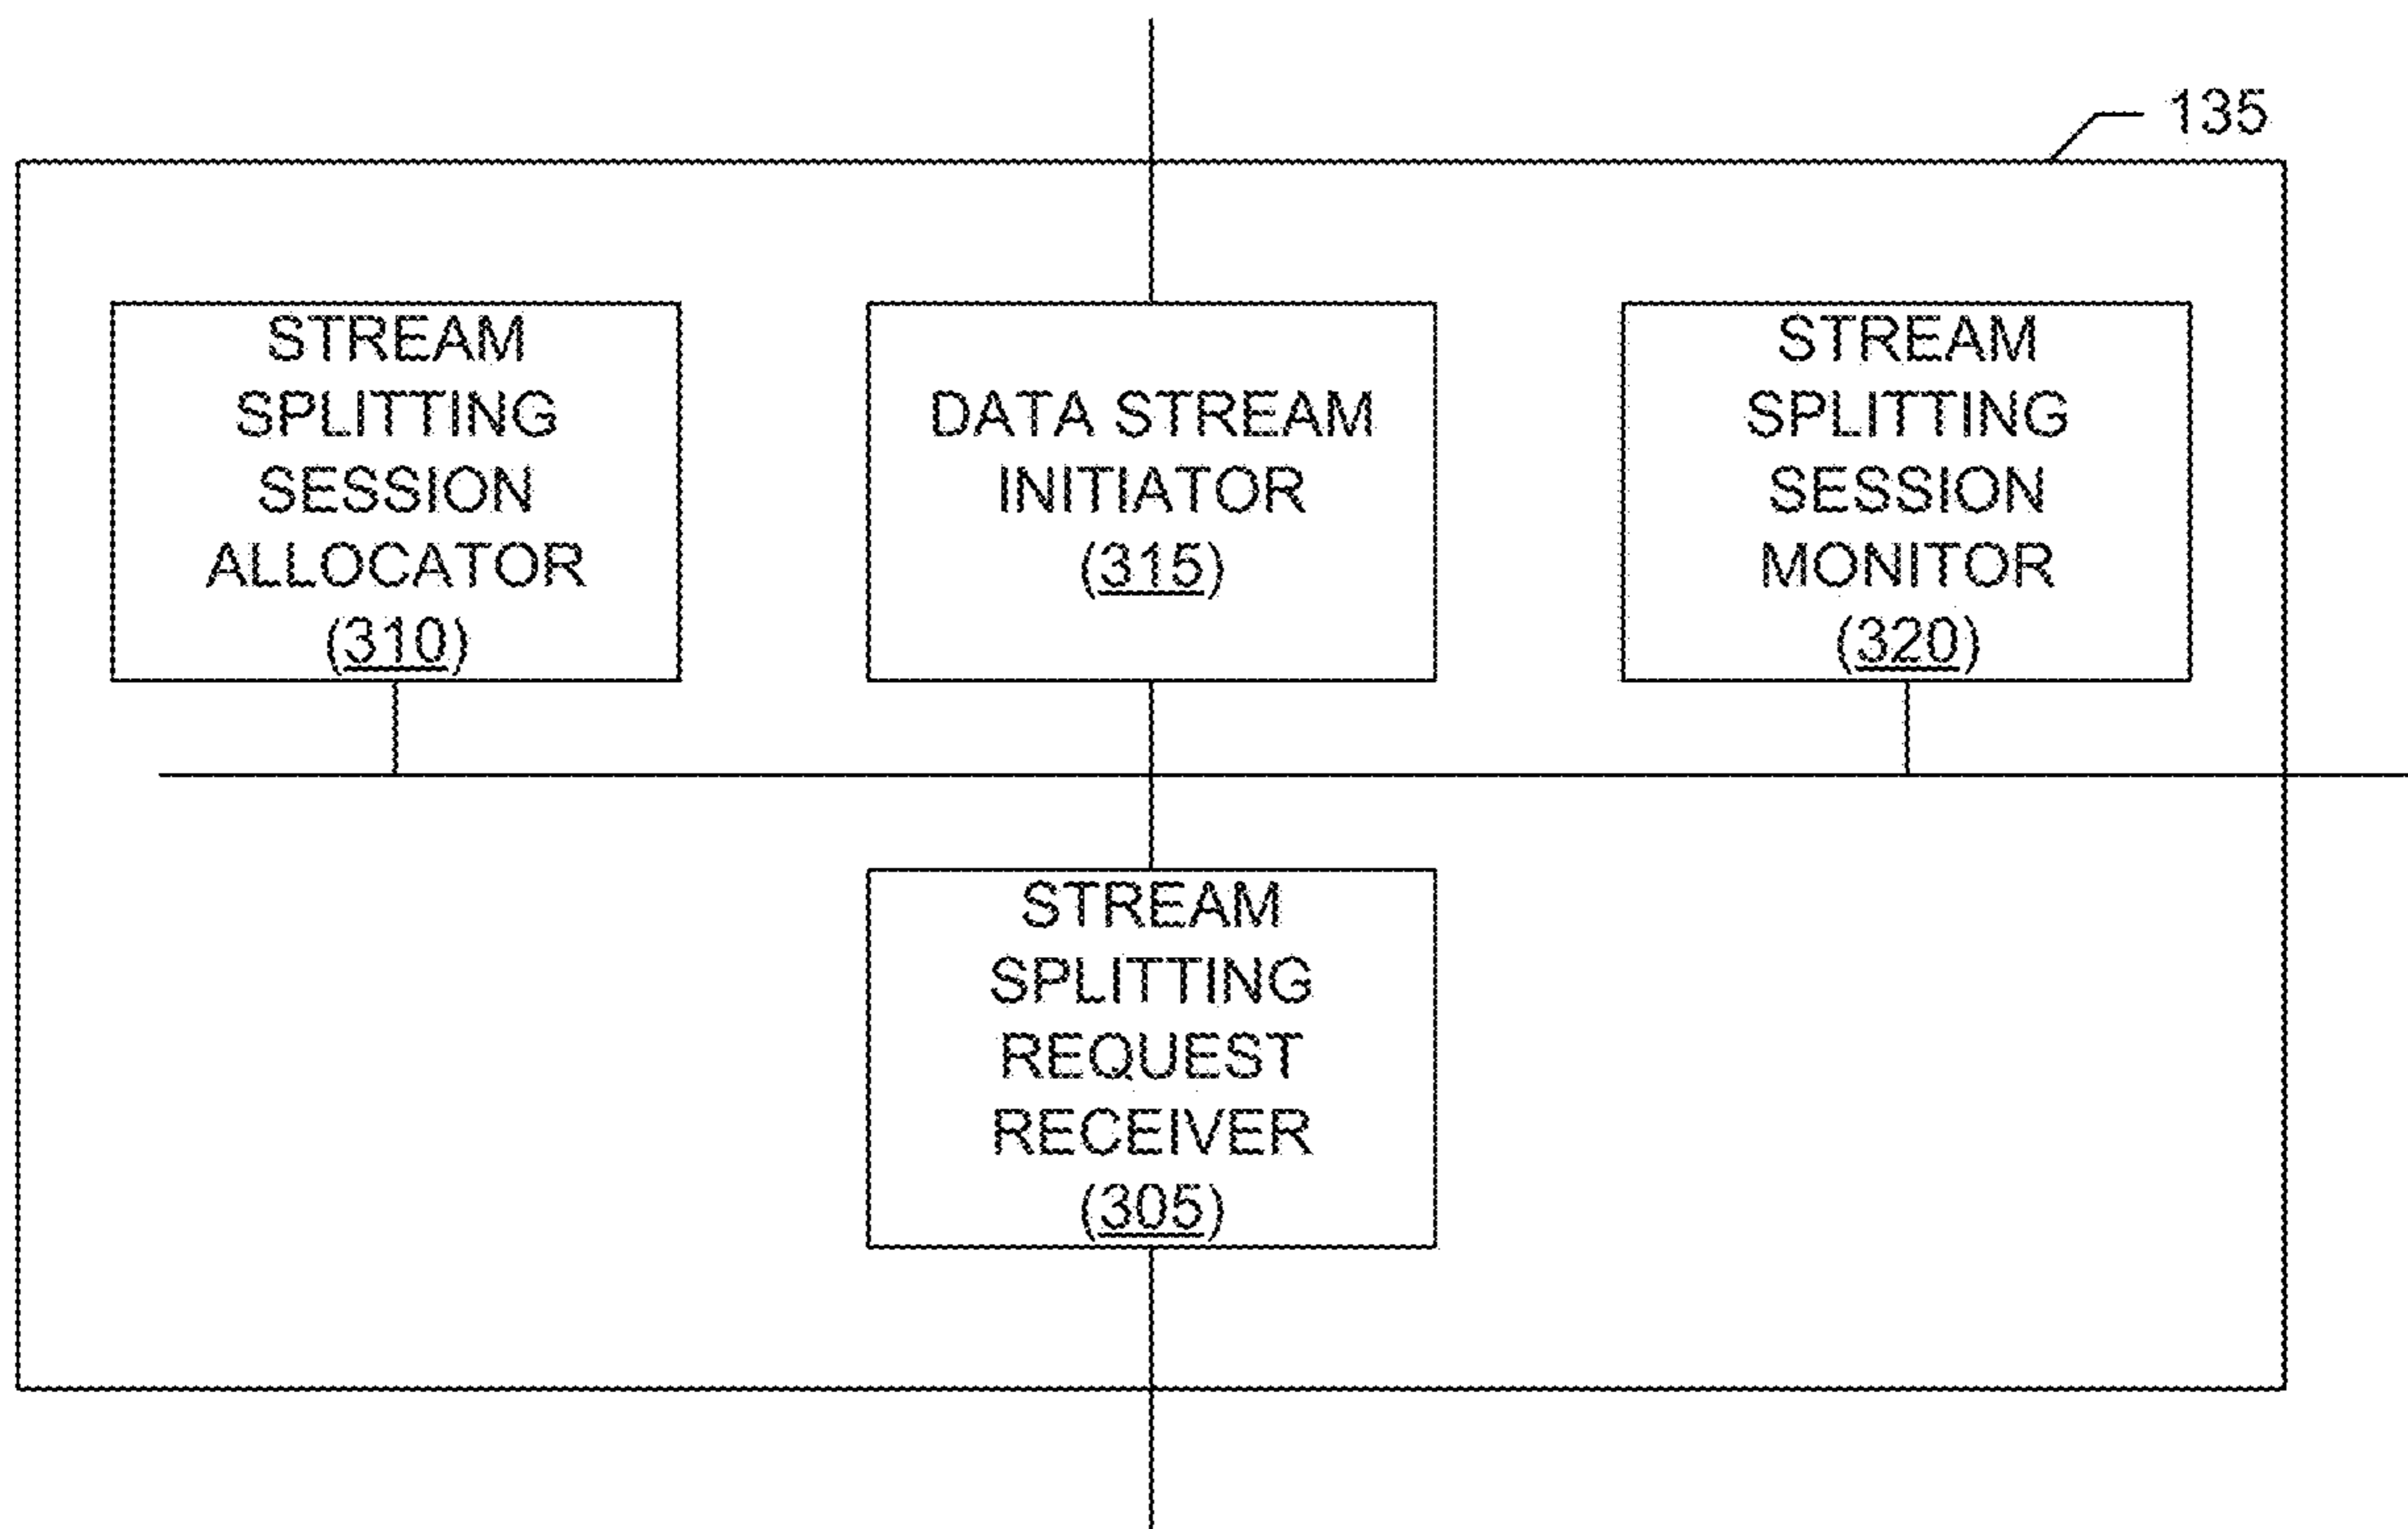 135
STREAM
SPLITTING
SESSION
ALLOCATOR
(310)
DATA STREAM
INITIATOR
(315)
STREAM
SPLITTING
SESSION
MONITOR
(320)
STREAM
SPLITTING
REQUEST
RECEIVER
(305)